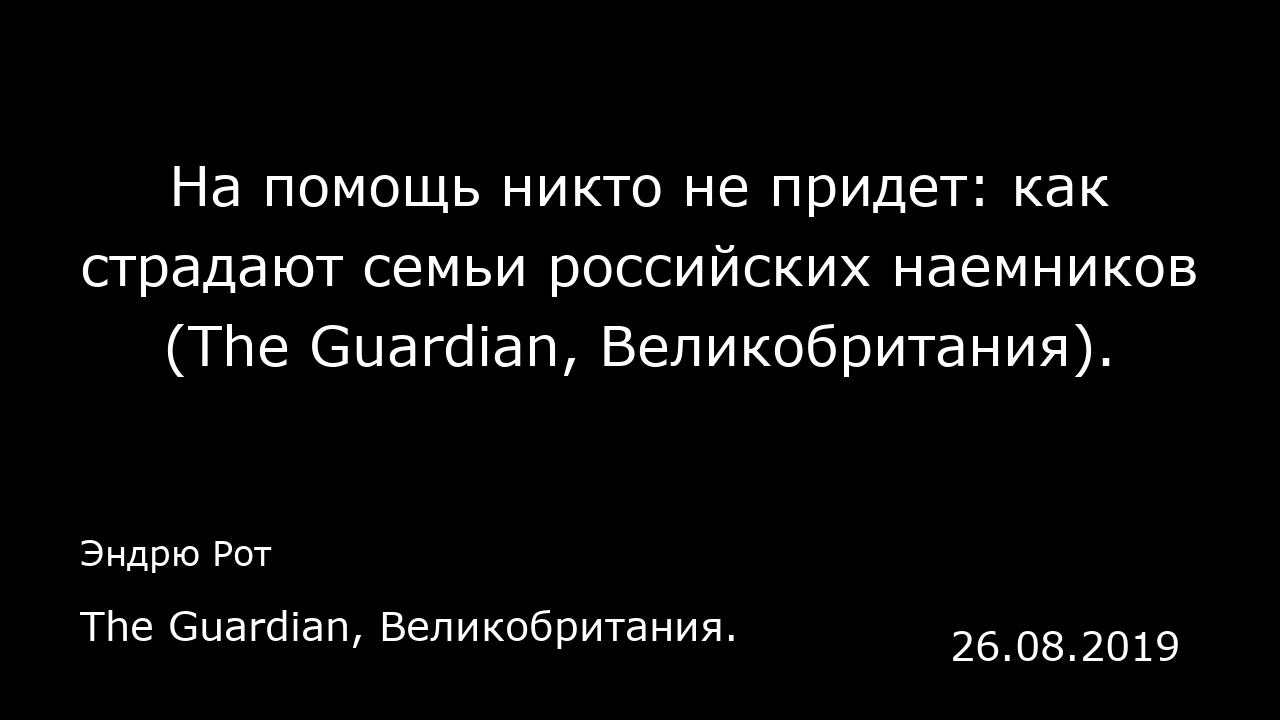 На помощь никто не придет: как
страдают семьи российских наемников
(The Guardian, Великобритания).
Эндрю Рот
The Guardian, Великобритания.
26.08.2019